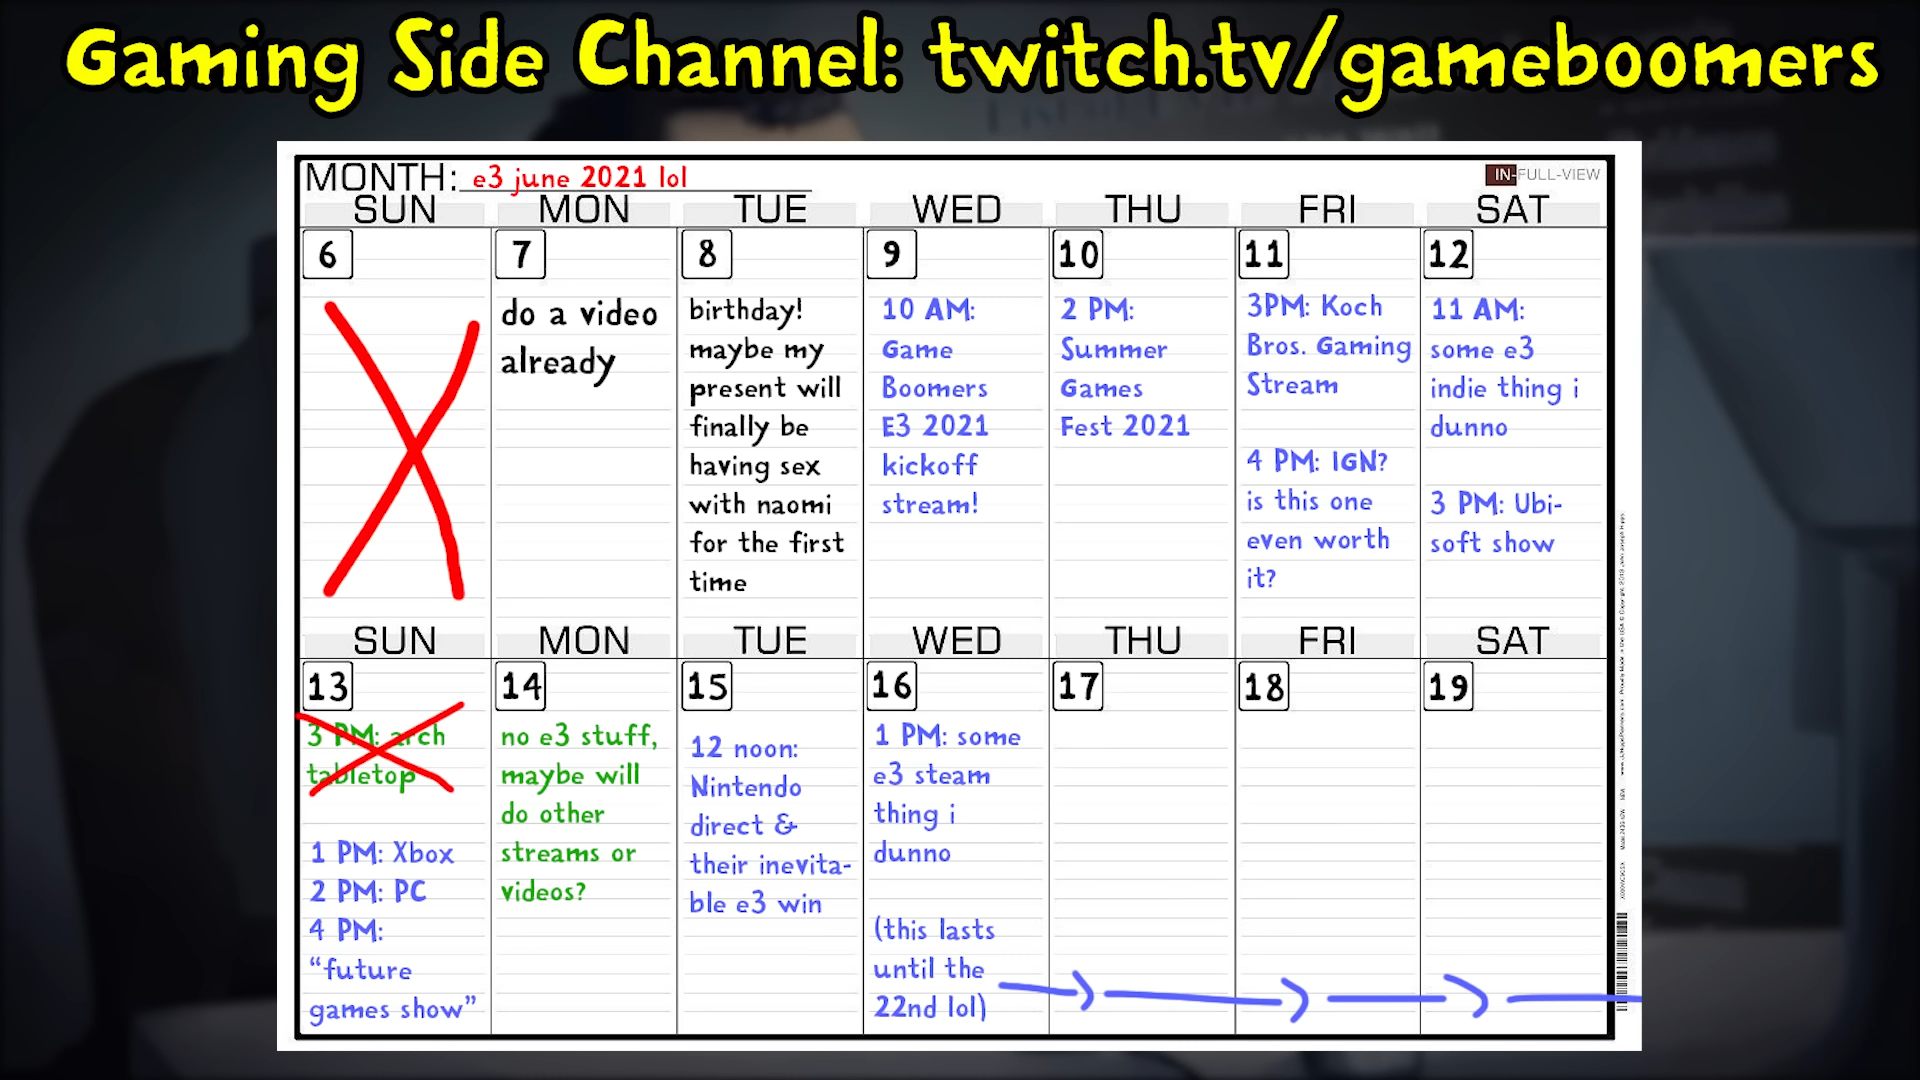 Gaming Side Channel: twitch.tv/gameboomers
MONTH: e3 june 2021 lol
IN-FULL-VIEW
SUN MON TUE WED THU FRI SAT
6
7
do a video
already
8
birthday!
maybe my
present will
finally be
having sex
with naomi
for the first
time
9
10 AM:
Game
Boomers
E3 2021
kickoff
stream!
10
2 PM:
Summer
Games
Fest 2021
11
3PM: Koch
Bros. Gaming
Stream
4 PM: IGN?
is this one
even worth
it?
12
11 AM:
some e3
indie thing i
dunno
3 PM: Ubi-
soft show
SUN MON TUE WED THU FRI SAT
13
3 PM: arch
tabletop
1 PM: Xbox
2 PM: PC
4 PM:
“future
games show”
14
no e3 stuff,
maybe will
do other
streams or
videos?
15
12 noon:
Nintendo
direct &
their inevita-
ble e3 win
16
1 PM: some
e3 steam
thing i
dunno
(this lasts
until the
22nd lol)
17
18
19